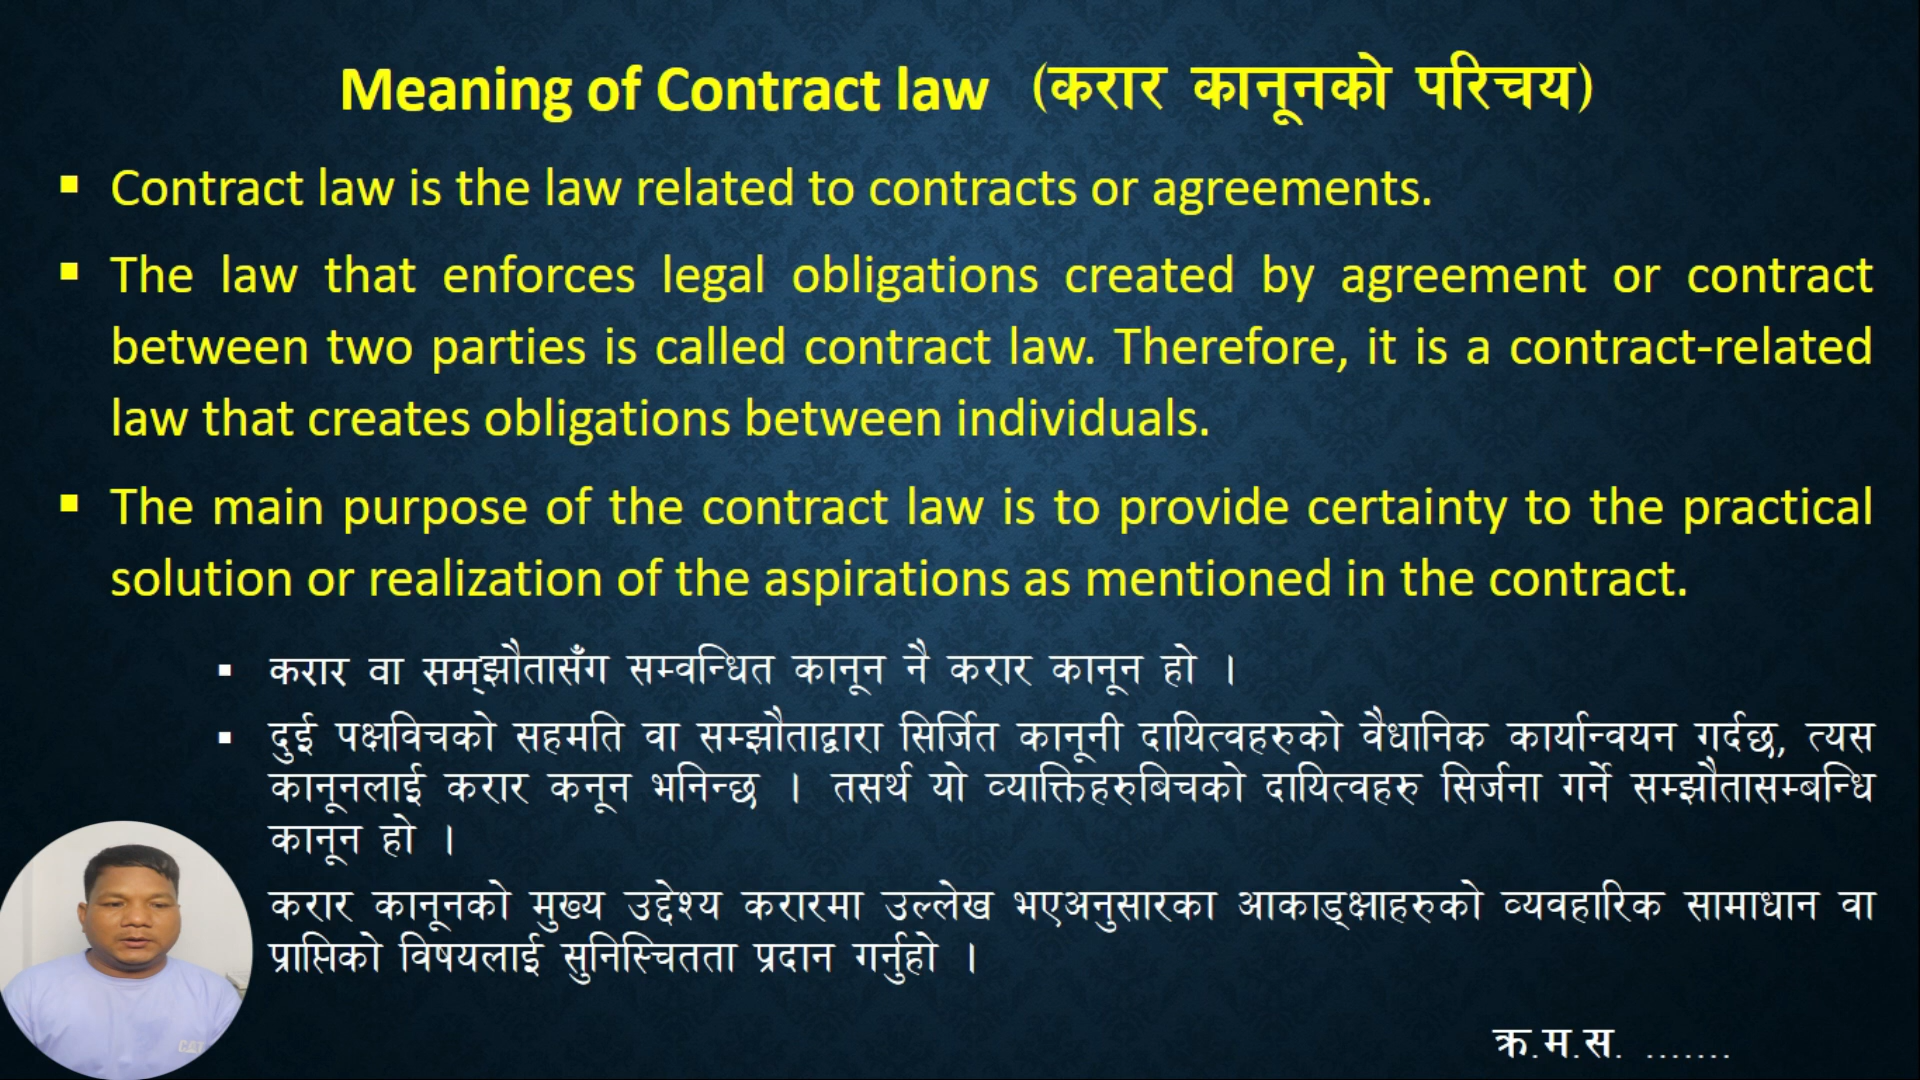 Meaning of Contract law (करार कानूनको परिचय)
▪ Contract law is the law related to contracts or agreements.
▪ The law that enforces legal obligations created by agreement or contract
between two parties is called contract law. Therefore, it is a contract-related
law that creates obligations between individuals.
▪ The main purpose of the contract law is to provide certainty to the practical
solution or realization of the aspirations as mentioned in the contract.
▪ करार वा सम्झौतासँग सम्वन्धित कानून नै करार कानून हो ।
▪ दुई पक्षविचको सहमति वा सम्झौताद्वारा सिर्जित कानूनी दायित्वहरुको वैधानिक कार्यान्वयन गर्दछ, त्यस
कानूनलाई करार कनून भनिन्छ । तसर्थ यो व्याक्तिहरुबिचको दायित्वहरु सिर्जना गर्ने सम्झौतासम्बन्धि
कानून हो ।
करार कानूनको मुख्य उद्देश्य करारमा उल्लेख भएअनुसारका आकाङ्क्षाहरुको व्यवहारिक सामाधान वा
प्राप्तिको विषयलाई सुनिस्चितता प्रदान गर्नुहो ।
CAT
क्र.म.स. .......